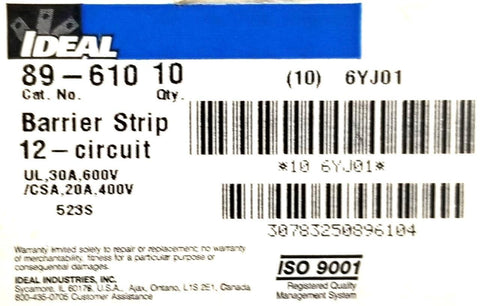 IDEAL
89-610 10 (10) 6YJ01
Cat. No. Qty.
Barrier Strip
12-circuit
*10 6YJ01*
UL,30A,600V
/CSA,20A,400V
523S
30783250896104
Warranty limited solely to repair or replacement; no warranty
of merchantability, fitness for a particular purpose or
consequential damages.
IDEAL INDUSTRIES, INC.
Sycamore, IL 60178, U.S.A., Ajax, Ontario, L1S 2E1, Canada
800-435-0705 Customer Assistance
ISO 9001
Registered Quality
Management System